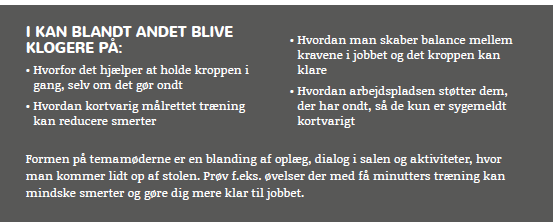 I KAN BLANDT ANDET BLIVE
KLOGERE PÅ:
• Hvorfor det hjælper at holde kroppen i
gang, selv om det gør ondt
• Hvordan kortvarig målrettet træning
kan reducere smerter
• Hvordan man skaber balance mellem
kravene i jobbet og det kroppen kan
klare
• Hvordan arbejdspladsen støtter dem,
der har ondt, så de kun er sygemeldt
kortvarigt
Formen på temamøderne er en blanding af oplæg, dialog i salen og aktiviteter, hvor
man kommer lidt op af stolen. Prøv f.eks. øvelser der med få minutters træning kan
mindske smerter og gøre dig mere klar til jobbet.